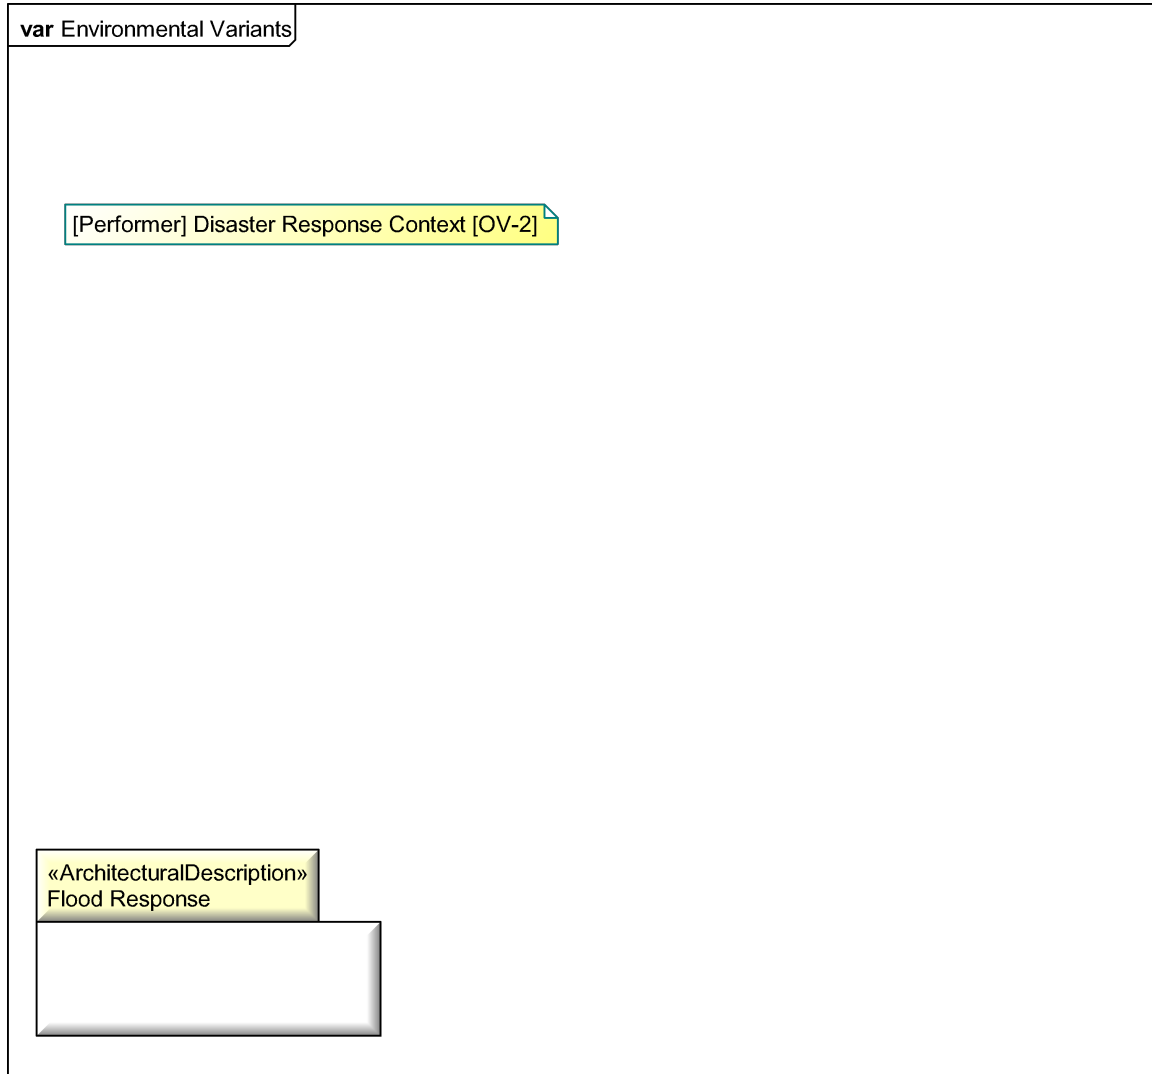 var Environmental Variants
[Performer] Disaster Response Context [OV-2]
«ArchitecturalDescription»
Flood Response